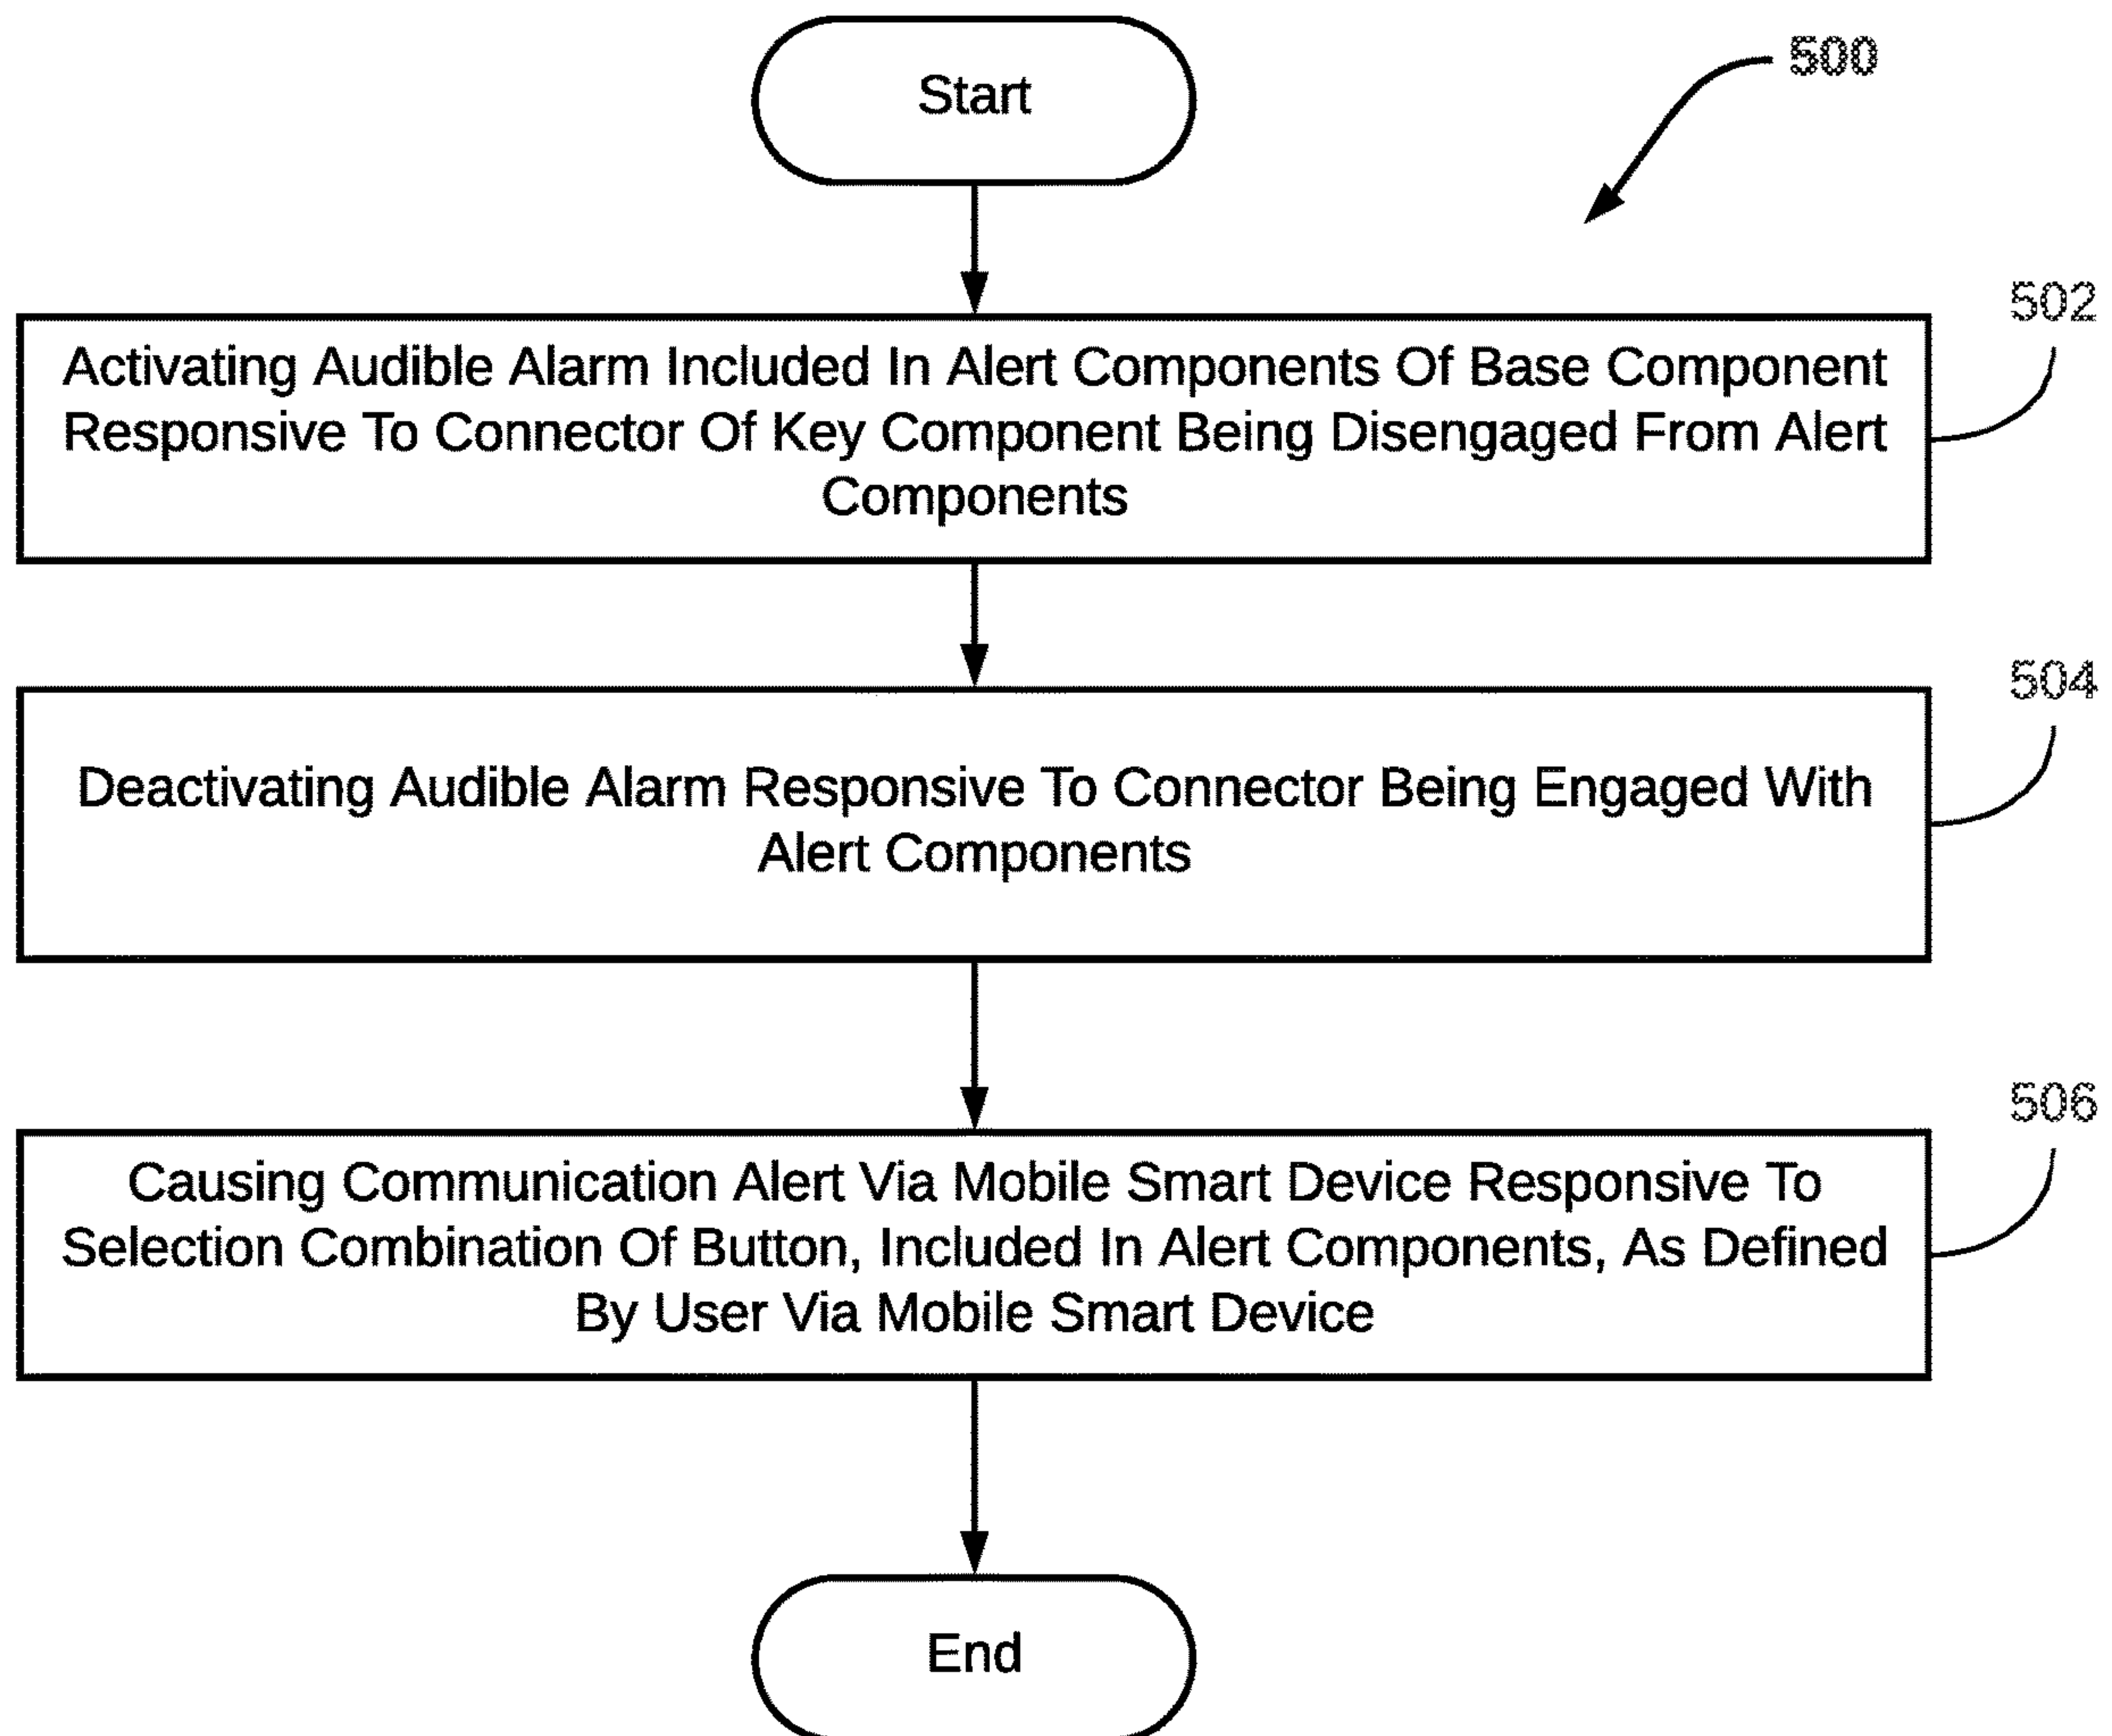 Start
500
502
Activating Audible Alarm Included In Alert Components Of Base Component
Responsive To Connector Of Key Component Being Disengaged From Alert
Components
504
Deactivating Audible Alarm Responsive To Connector Being Engaged With
Alert Components
506
Causing Communication Alert Via Mobile Smart Device Responsive To
Selection Combination Of Button, Included In Alert Components, As Defined
By User Via Mobile Smart Device
End